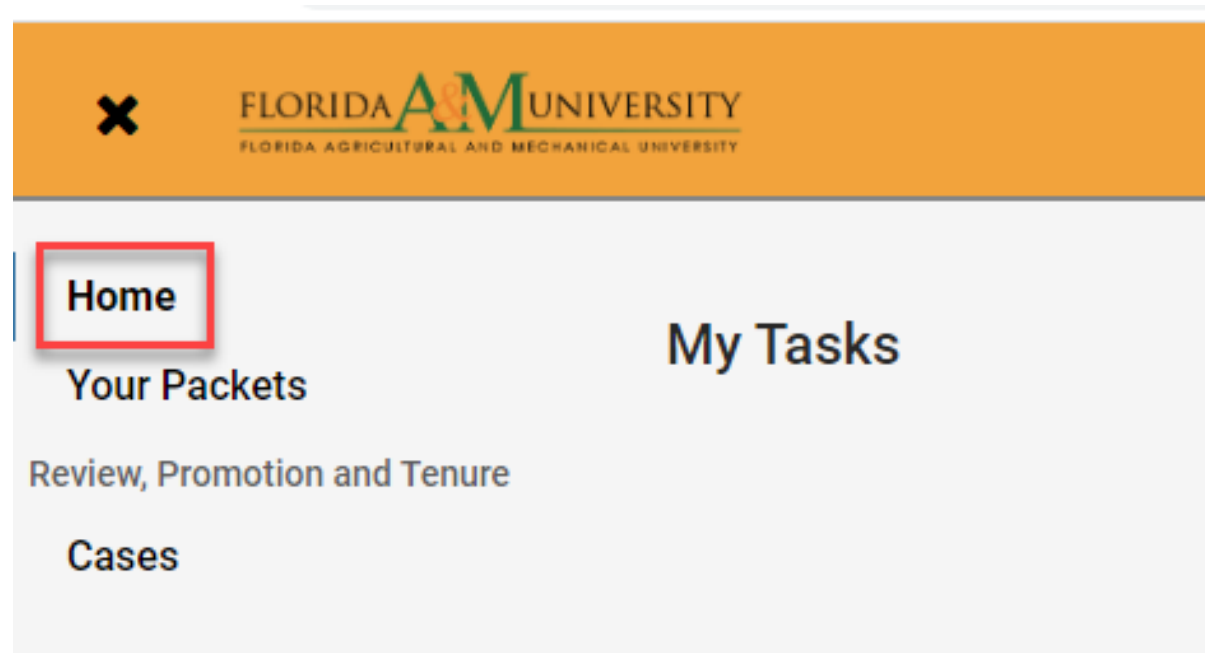 FLORIDA A&M UNIVERSITY
FLORIDA AGRICULTURAL AND MECHANICAL UNIVERSITY
Home
My Tasks
Your Packets
Review, Promotion and Tenure
Cases